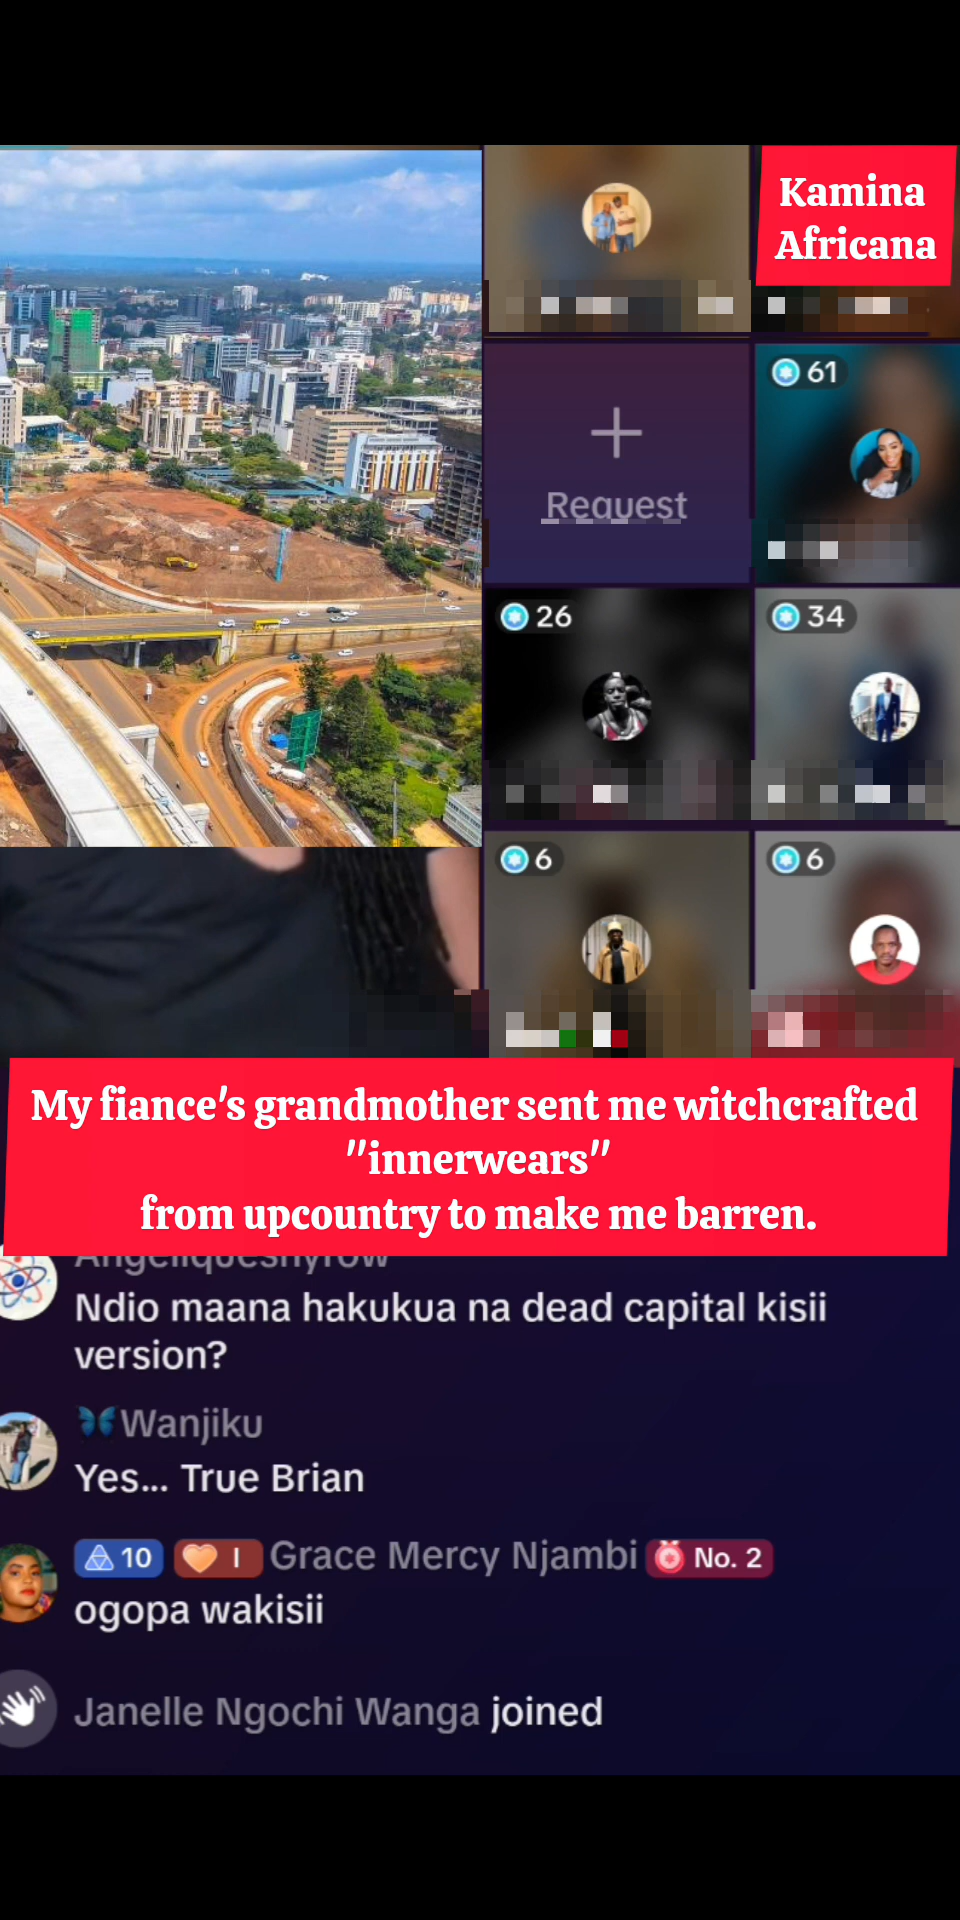 Kamina
Africana
61
Request
26
34
6
6
My fiance's grandmother sent me witchcrafted
"innerwears"
from upcountry to make me barren.
Angeliqueshyrow
Ndio maana hakukua na dead capital kisii
version?
Wanjiku
Yes... True Brian
10 I Grace Mercy Njambi No. 2
ogopa wakisii
Janelle Ngochi Wanga joined